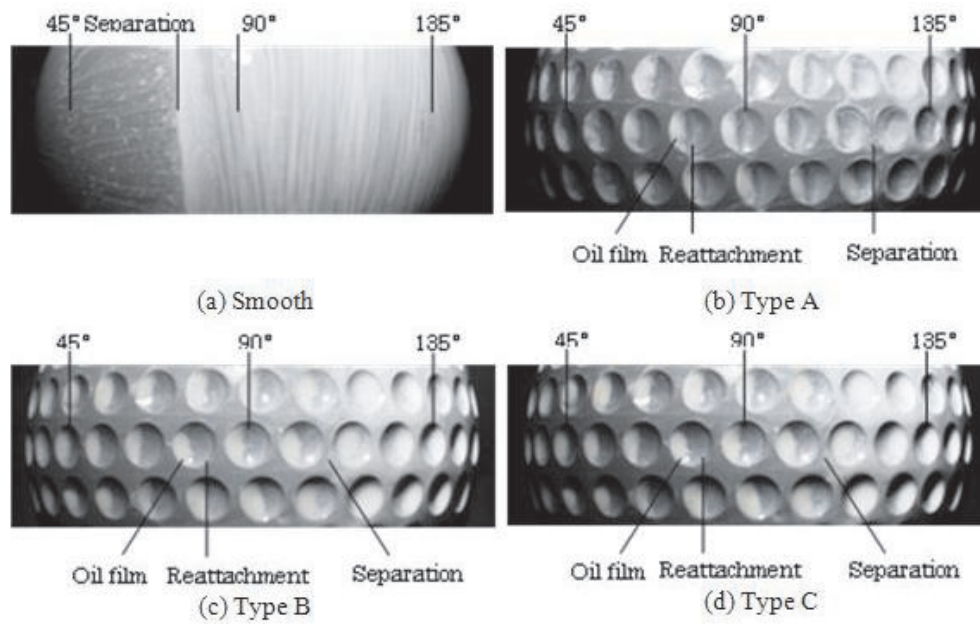 45° Separation 90° 135°
45° 90° 135°
Oil film Reattachment Separation
(a) Smooth
(b) Type A
45° 90° 135°
45° 90° 135°
Oil film Reattachment Separation
Oil film Reattachment Separation
(c) Type B
(d) Type C